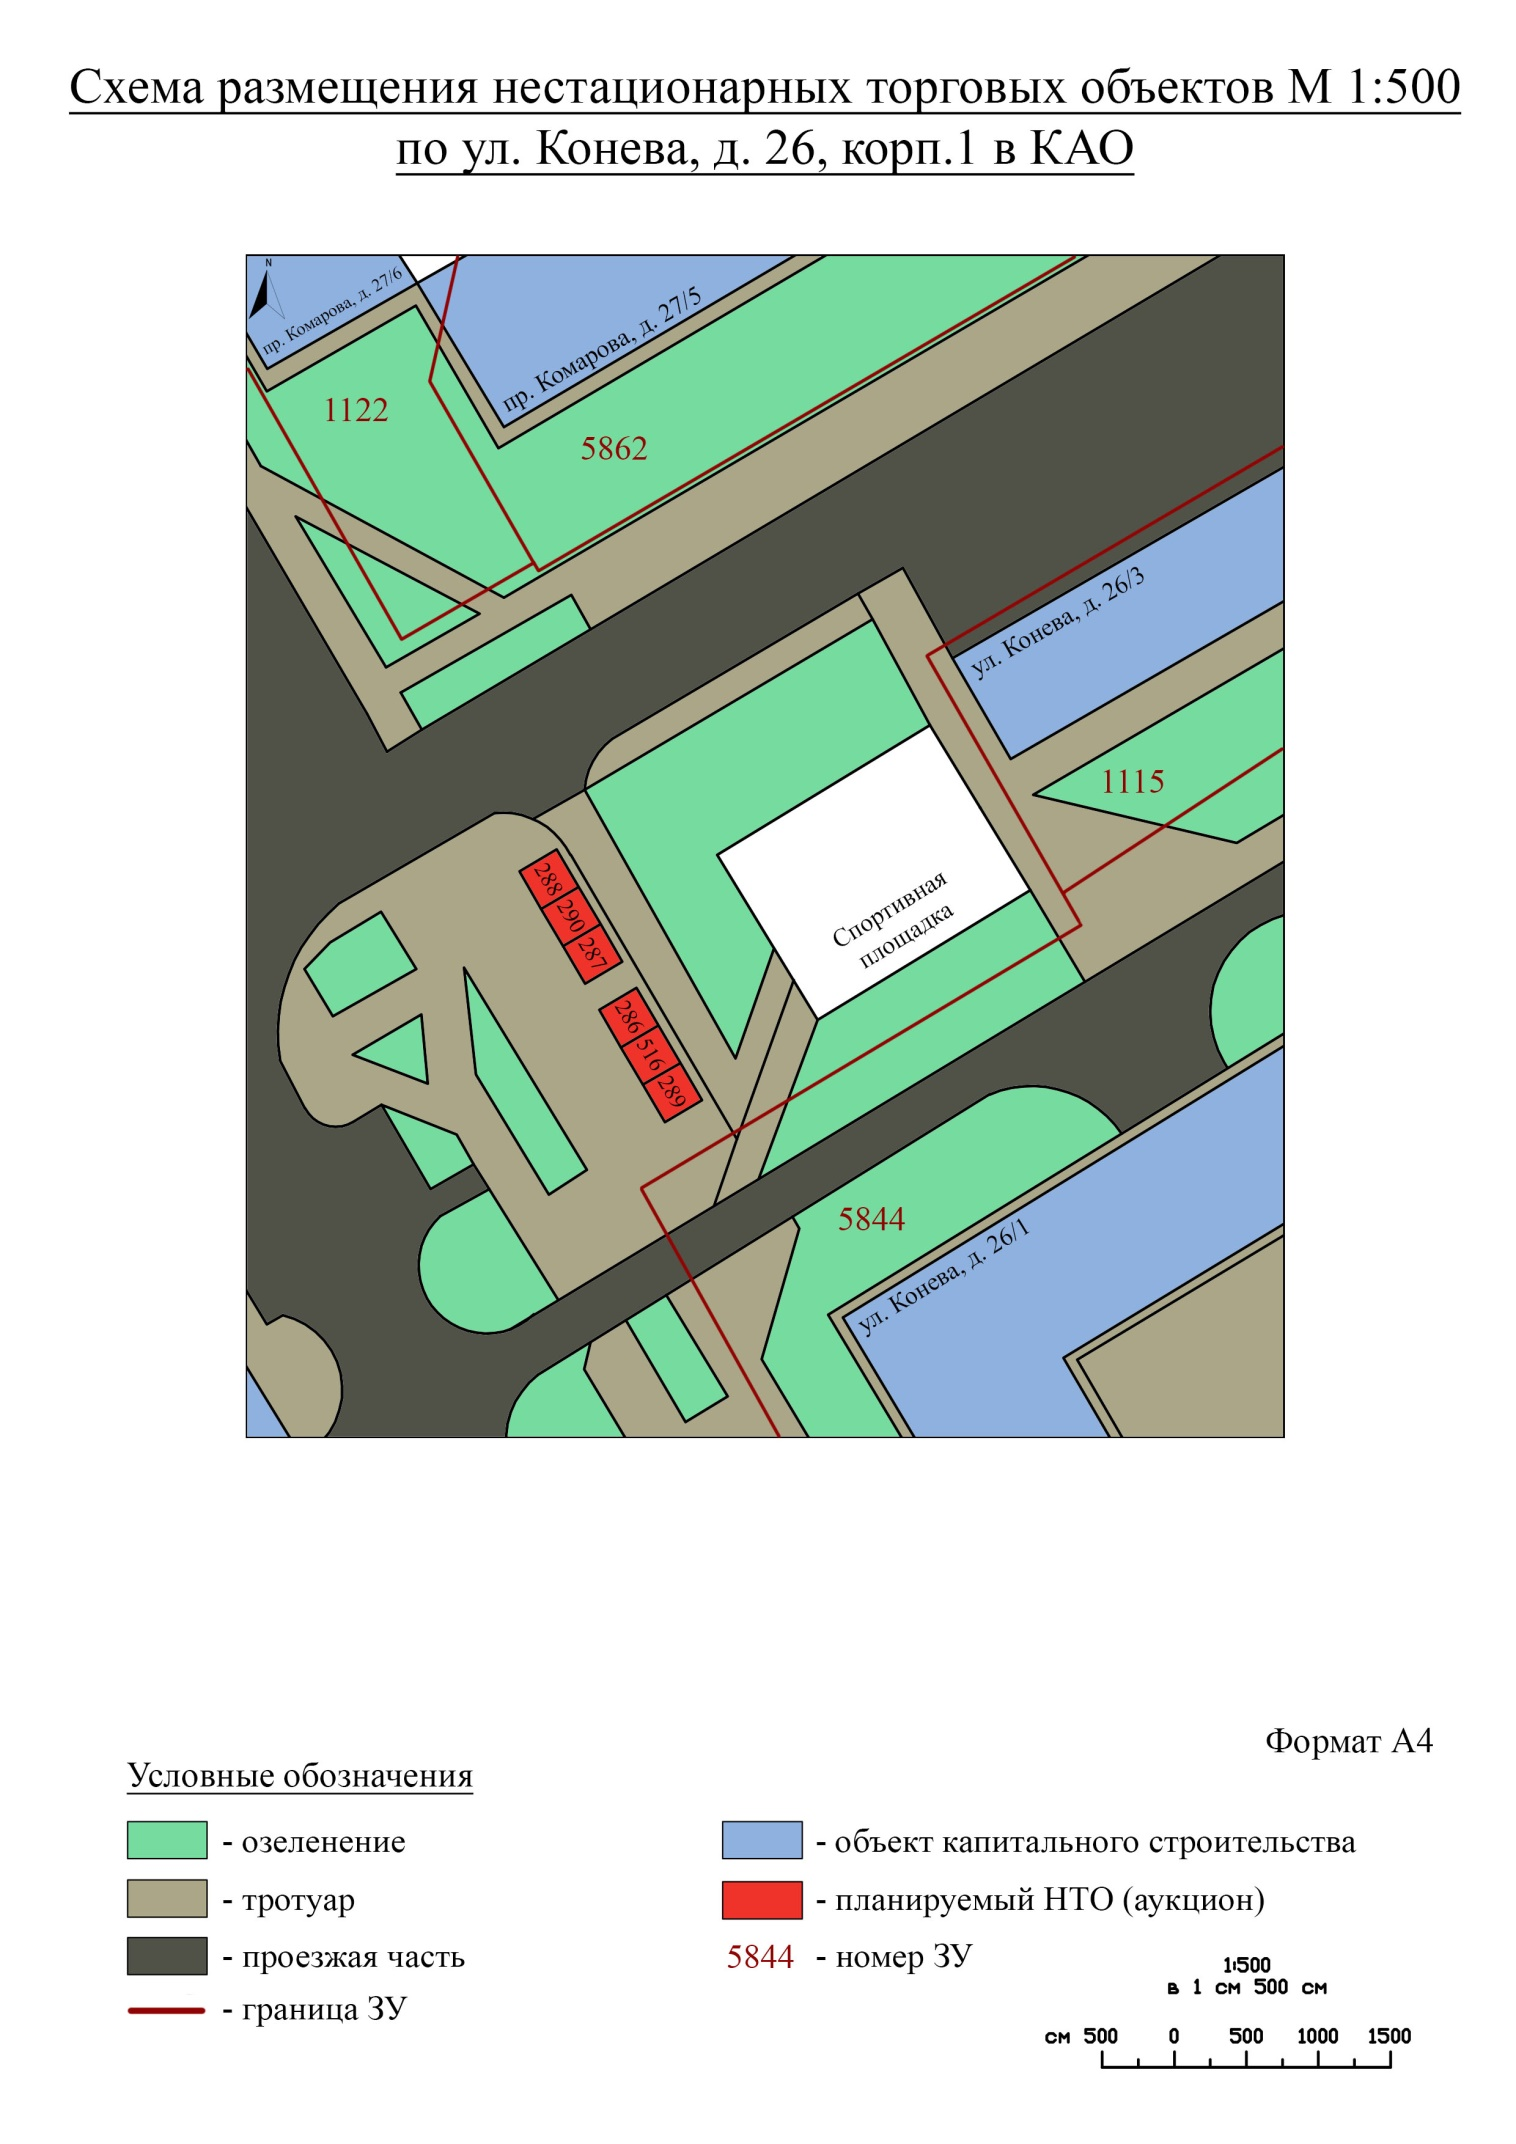 Схема размещения нестационарных торговых объектов М 1:500
по ул. Конева, д. 26, корп.1 в КАО
N
пр. Комарова, д. 27/6
пр. Комарова, д. 27/5
1122
5862
ул. Конева, д. 26/3
1115
288
290
287
Спортивная
площадка
286
516
289
5844
ул. Конева, д. 26/1
Формат А4
Условные обозначения
- озеленение
- тротуар
- проезжая часть
- граница ЗУ
- объект капитального строительства
- планируемый НТО (аукцион)
5844 - номер ЗУ
1:500
в 1 см 500 см
см 500 0 500 1000 1500